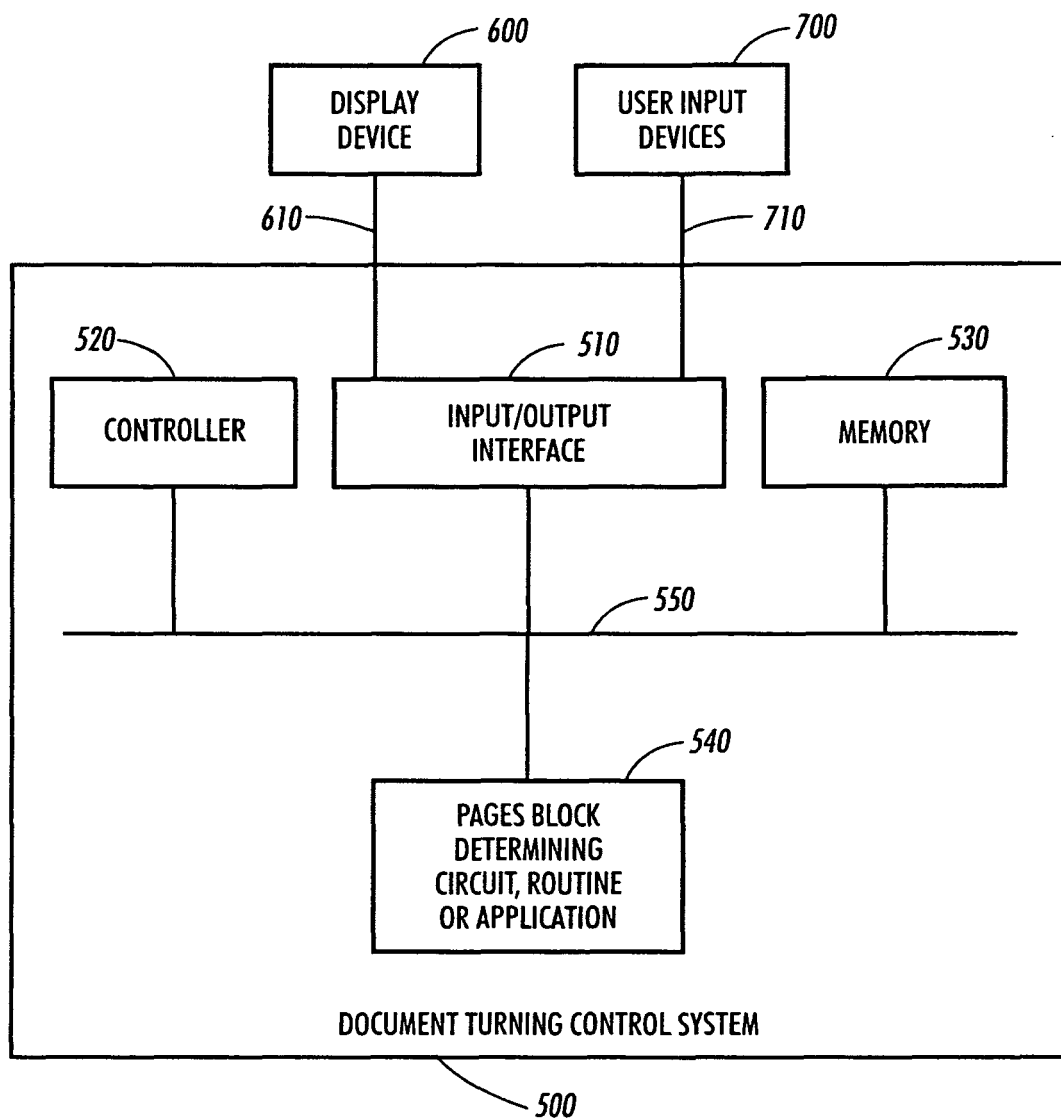 600
700
DISPLAY
DEVICE
USER INPUT
DEVICES
610
710
520
510
530
CONTROLLER
INPUT/OUTPUT
INTERFACE
MEMORY
550
540
PAGES BLOCK
DETERMINING
CIRCUIT, ROUTINE
OR APPLICATION
DOCUMENT TURNING CONTROL SYSTEM
500